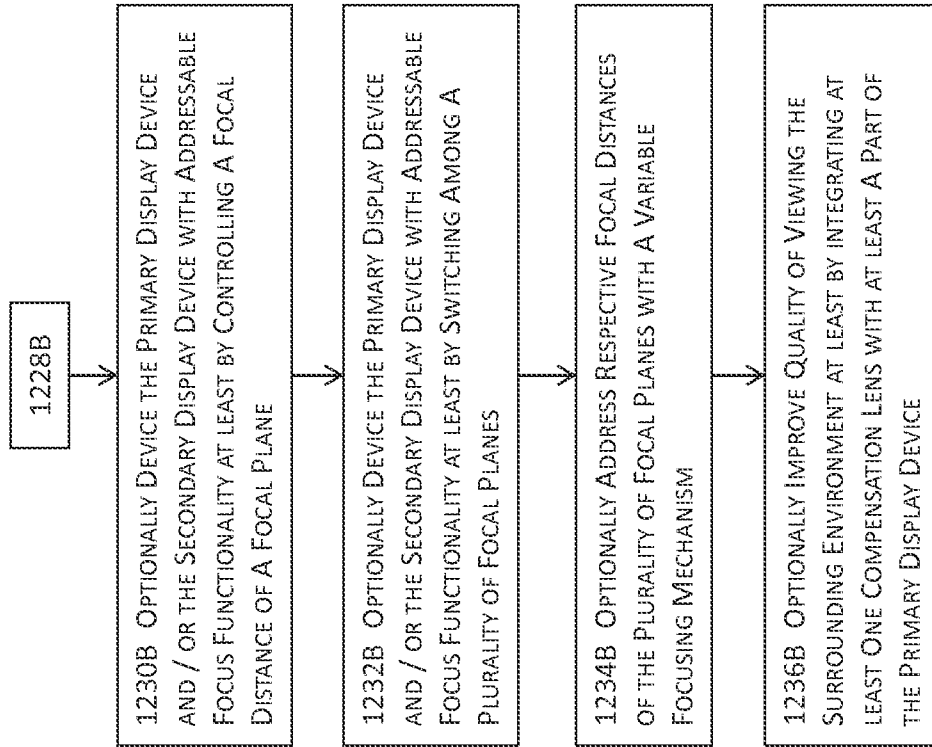 1228B
1230B OPTIONALLY DEVICE THE PRIMARY DISPLAY DEVICE
AND / OR THE SECONDARY DISPLAY DEVICE WITH ADDRESSABLE
FOCUS FUNCTIONALITY AT LEAST BY CONTROLLING A FOCAL
DISTANCE OF A FOCAL PLANE
1232B OPTIONALLY DEVICE THE PRIMARY DISPLAY DEVICE
AND / OR THE SECONDARY DISPLAY DEVICE WITH ADDRESSABLE
FOCUS FUNCTIONALITY AT LEAST BY SWITCHING AMONG A
PLURALITY OF FOCAL PLANES
1234B OPTIONALLY ADDRESS RESPECTIVE FOCAL DISTANCES
OF THE PLURALITY OF FOCAL PLANES WITH A VARIABLE
FOCUSING MECHANISM
1236B OPTIONALLY IMPROVE QUALITY OF VIEWING THE
SURROUNDING ENVIRONMENT AT LEAST BY INTEGRATING AT
LEAST ONE COMPENSATION LENS WITH AT LEAST A PART OF
THE PRIMARY DISPLAY DEVICE